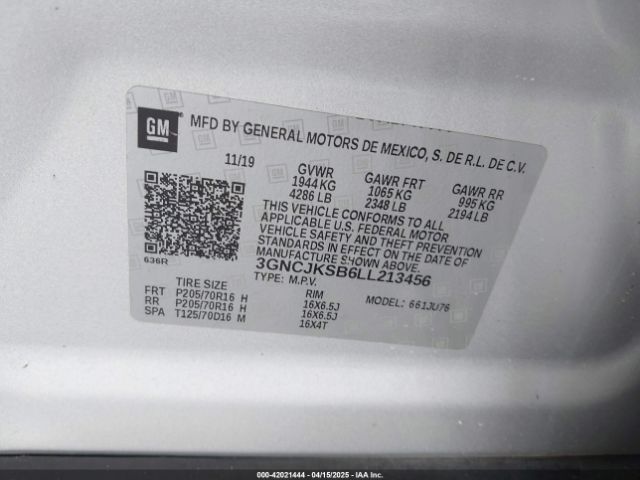 GM
MFD BY GENERAL MOTORS DE MEXICO, S. DE R.L. DE C.V.
11/19 GVWR GAWR FRT GAWR RR
1944 KG 1065 KG 995 KG
4286 LB 2348 LB 2194 LB
THIS VEHICLE CONFORMS TO ALL
APPLICABLE U.S. FEDERAL MOTOR
VEHICLE SAFETY AND THEFT PREVENTION
STANDARDS IN EFFECT ON THE DATE OF
MANUFACTURE SHOWN ABOVE.
636R
3GNCJKSB6LL213456
TYPE: M.P.V. MODEL: 661JU76
TIRE SIZE RIM
FRT P205/70R16 H 16X6.5J
RR P205/70R16 H 16X6.5J
SPA T125/70D16 M 16X4T
000-42021444 - 04/15/2025 - IAA Inc.